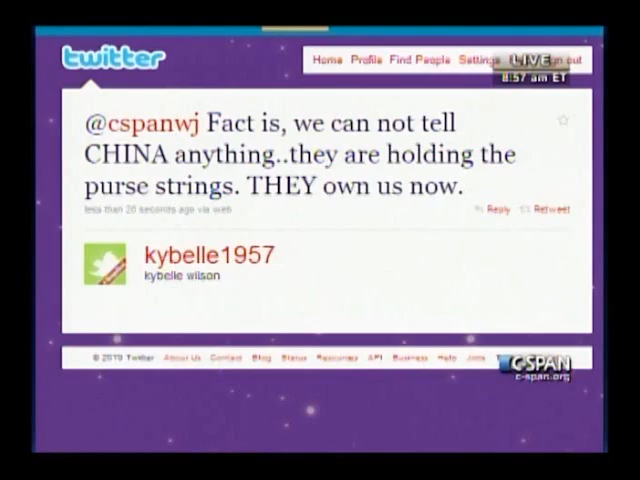 twitter
Home Profile Find People Settings
LIVE
8:57 am ET
@cspanwj Fact is, we can not tell
CHINA anything..they are holding the
purse strings. THEY own us now.
less than 20 seconds ago via web
Reply Retweet
kybelle1957
kybelle wilson
© 2010 Twitter About Us Contact Blog Status Resources API Business Help Jobs
C-SPAN
c-span.org